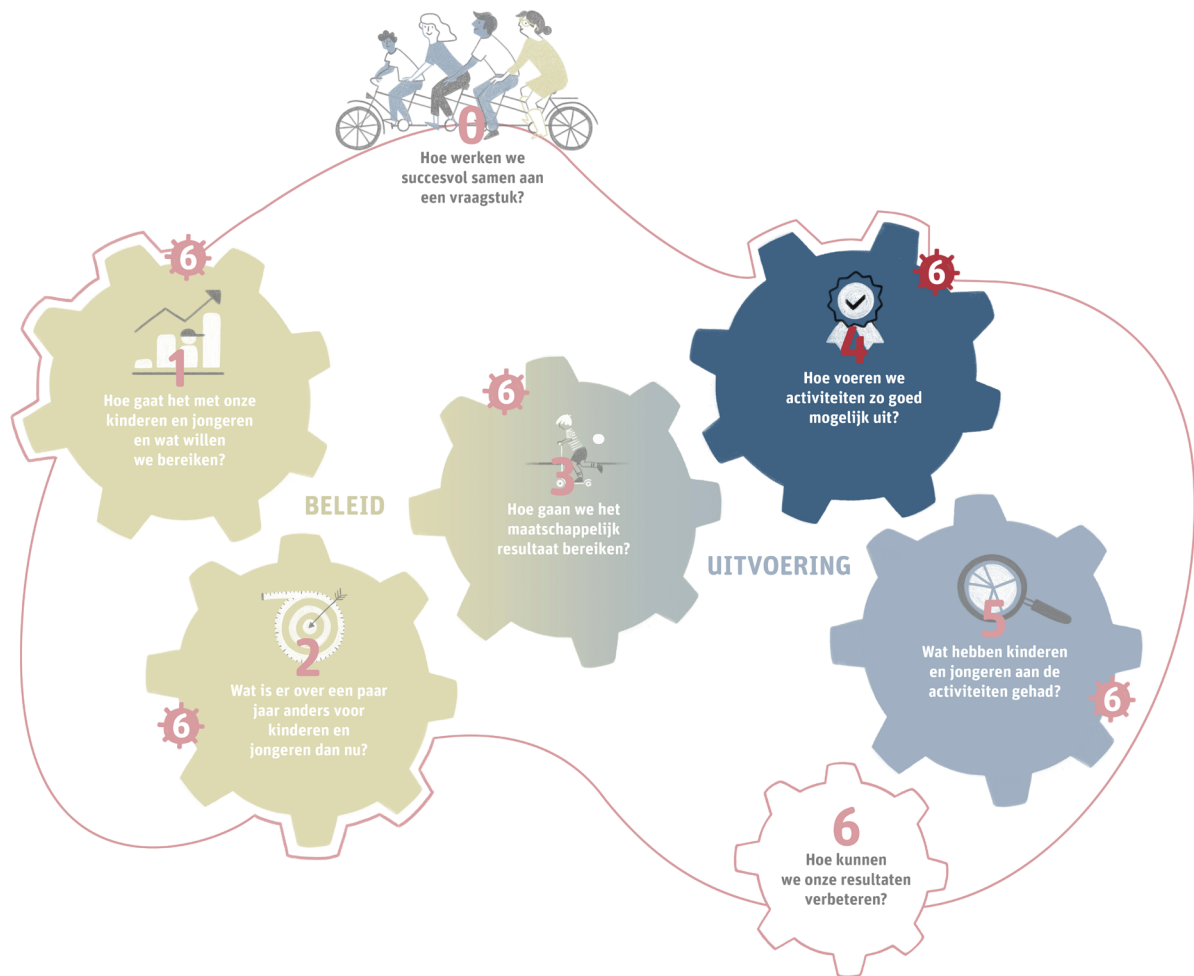 0
Hoe werken we
succesvol samen aan
een vraagstuk?
6
1
Hoe gaat het met onze
kinderen en jongeren
en wat willen
we bereiken?
6
4
Hoe voeren we
activiteiten zo goed
mogelijk uit?
6
3
Hoe gaan we het
maatschappelijk
resultaat bereiken?
BELEID
UITVOERING
2
Wat is er over een paar
jaar anders voor
kinderen en
jongeren dan nu?
6
5
Wat hebben kinderen
en jongeren aan de
activiteiten gehad?
6
6
Hoe kunnen
we onze resultaten
verbeteren?